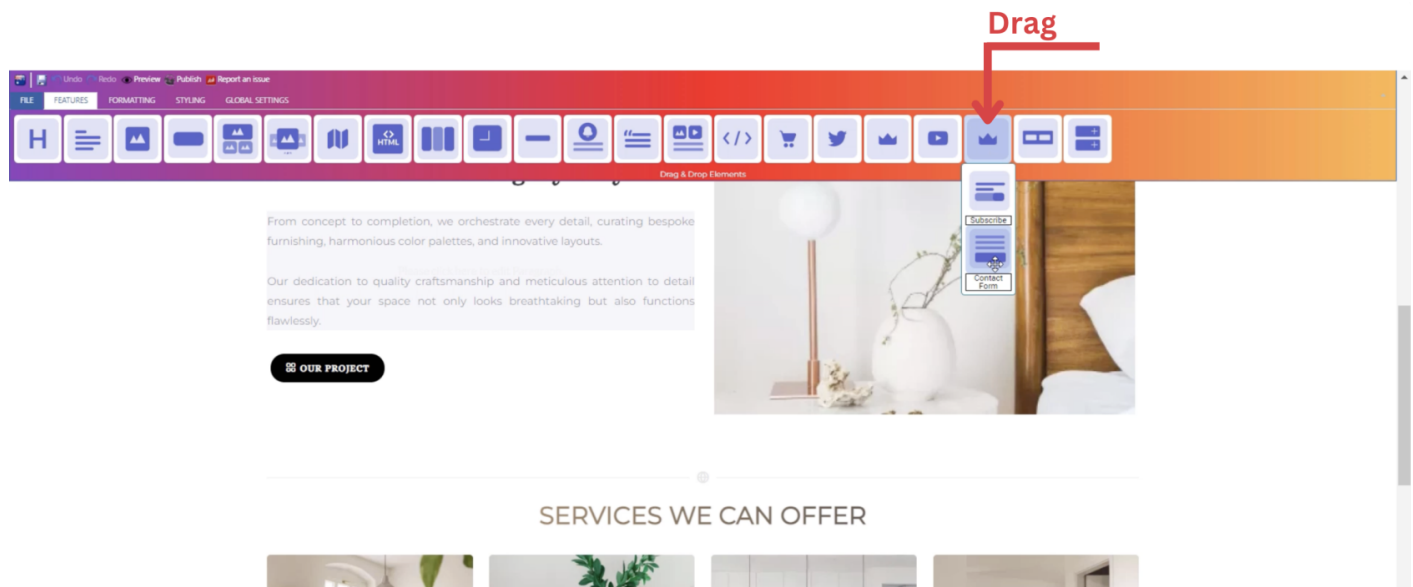 Drag
Undo Redo Preview Publish Report an issue
FILE FEATURES FORMATTING STYLING GLOBAL SETTINGS
H
<>
HTML
</>
Drag & Drop Elements
From concept to completion, we orchestrate every detail, curating bespoke
furnishing, harmonious color palettes, and innovative layouts.
Our dedication to quality craftsmanship and meticulous attention to detail
ensures that your space not only looks breathtaking but also functions
flawlessly.
Subscribe
Contact
Form
OUR PROJECT
SERVICES WE CAN OFFER